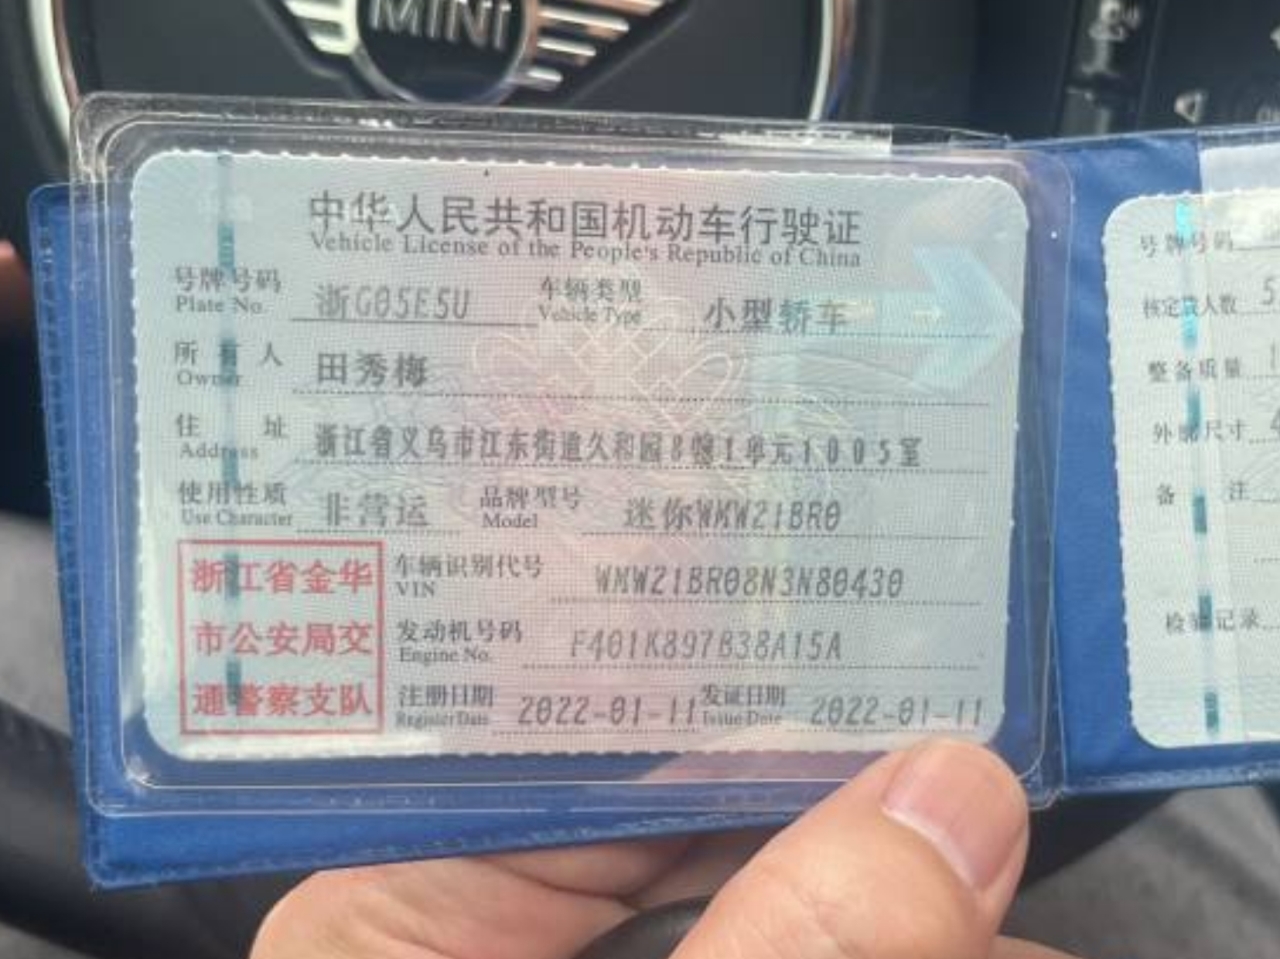 MINI
中华人民共和国机动车行驶证
Vehicle License of the People's Republic of China
号牌号码 浙G05E5U 车辆类型 小型轿车
Plate No. Vehicle Type
所有人 田秀梅
Owner
住址 浙江省义乌市江东街道久和园8幢1单元1005室
Address
使用性质 非营运 品牌型号 迷你WMW21BR0
Use Character Model
浙江省金华
市公安局交
通警察支队
车辆识别代号 WMW21BR08N3N80430
VIN
发动机号码 F401K897B38A15A
Engine No.
注册日期 2022-01-11 发证日期 2022-01-11
Register Date Issue Date
号牌号码
核定载人数 5
整备质量
外廓尺寸
备注
检验记录